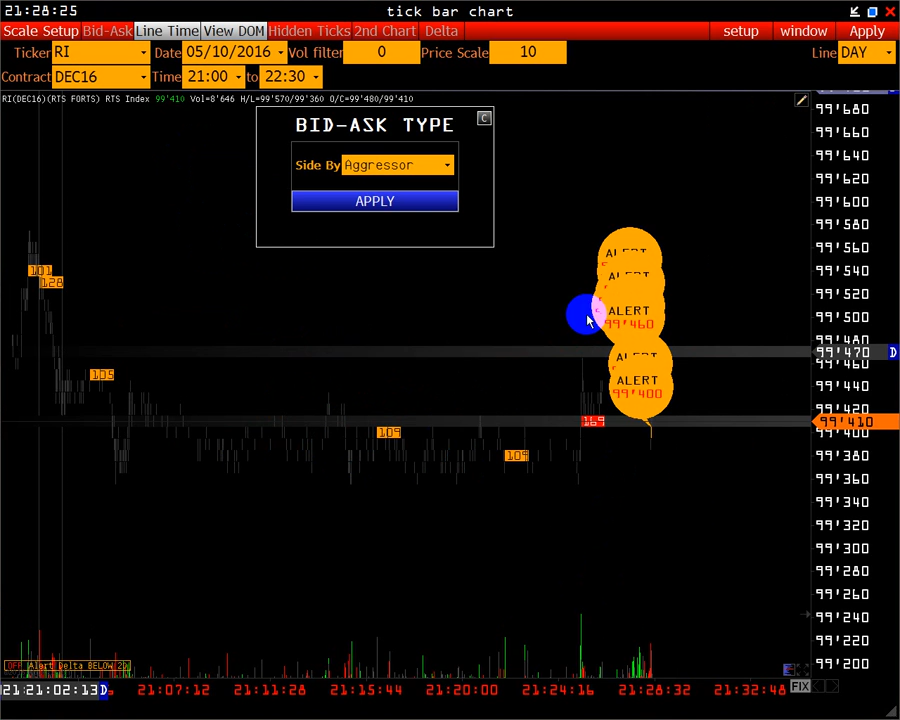 21:28:25 tick bar chart
Scale Setup Bid-Ask Line Time View DOM Hidden Ticks 2nd Chart Delta setup window Apply
Ticker RI Date 05/10/2016 Vol filter 0 Price Scale 10 Line DAY
Contract DEC16 Time 21:00 to 22:30
RI(DEC16)(RTS FORTS) RTS Index 99'410 Vol=8'646 H/L=99'570/99'360 O/C=99'480/99'410
BID-ASK TYPE C
Side By Aggressor
APPLY
99'680
99'660
99'640
99'620
99'600
99'580
99'560
ALERT
99'540
101
ALERT
128
99'520
ALERT
99'500
99'460
99'480
99'470 D
ALERT
99'460
105
ALERT
99'440
99'400
99'420
169
99'410
109
99'400
109
99'380
99'360
99'340
99'320
99'300
99'280
99'260
99'240
99'220
OFF Alert Delta BELOW 20
99'200
21:21:02:13 D 21:07:12 21:11:28 21:15:44 21:20:00 21:24:16 21:28:32 21:32:48 FIX